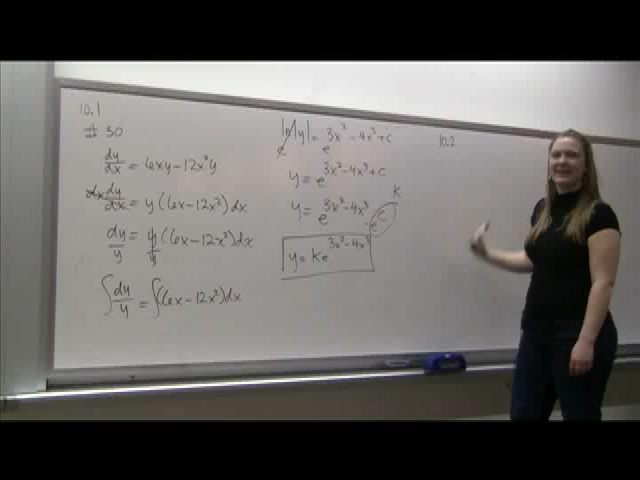 10.1
# 30
dy/dx = 6xy - 12x²y
dx dy/dx = y (6x - 12x²) dx
dy/y = y/y (6x - 12x²) dx
∫ dy/y = ∫ (6x - 12x²) dx
e^ln|y| = e^3x² - 4x³ + c
y = e^3x² - 4x³ + c
y = e^3x² - 4x³ · e^c
K
y = K e^3x² - 4x³
10.2